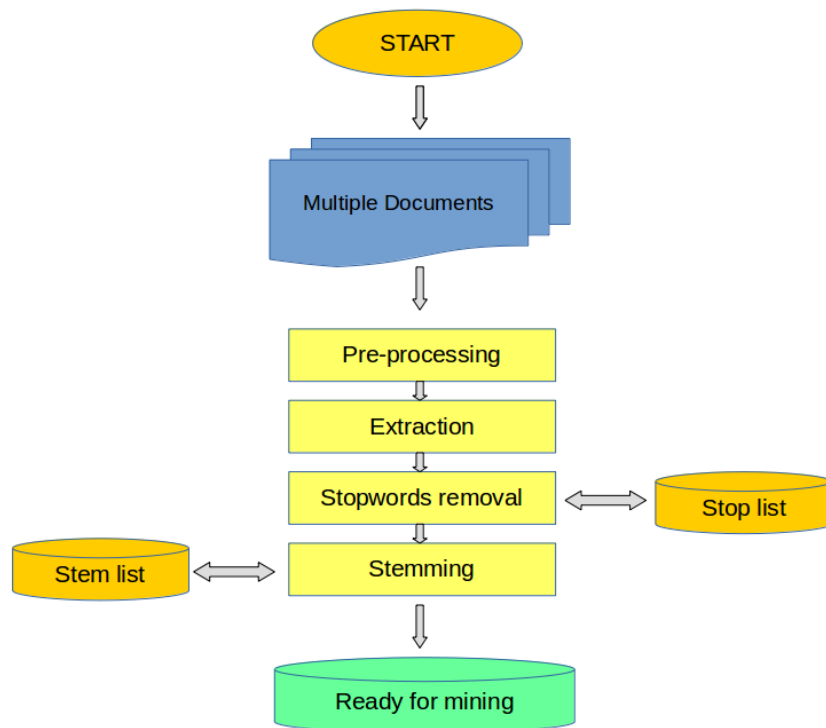 START
Multiple Documents
Pre-processing
Extraction
Stopwords removal
Stop list
Stem list
Stemming
Ready for mining